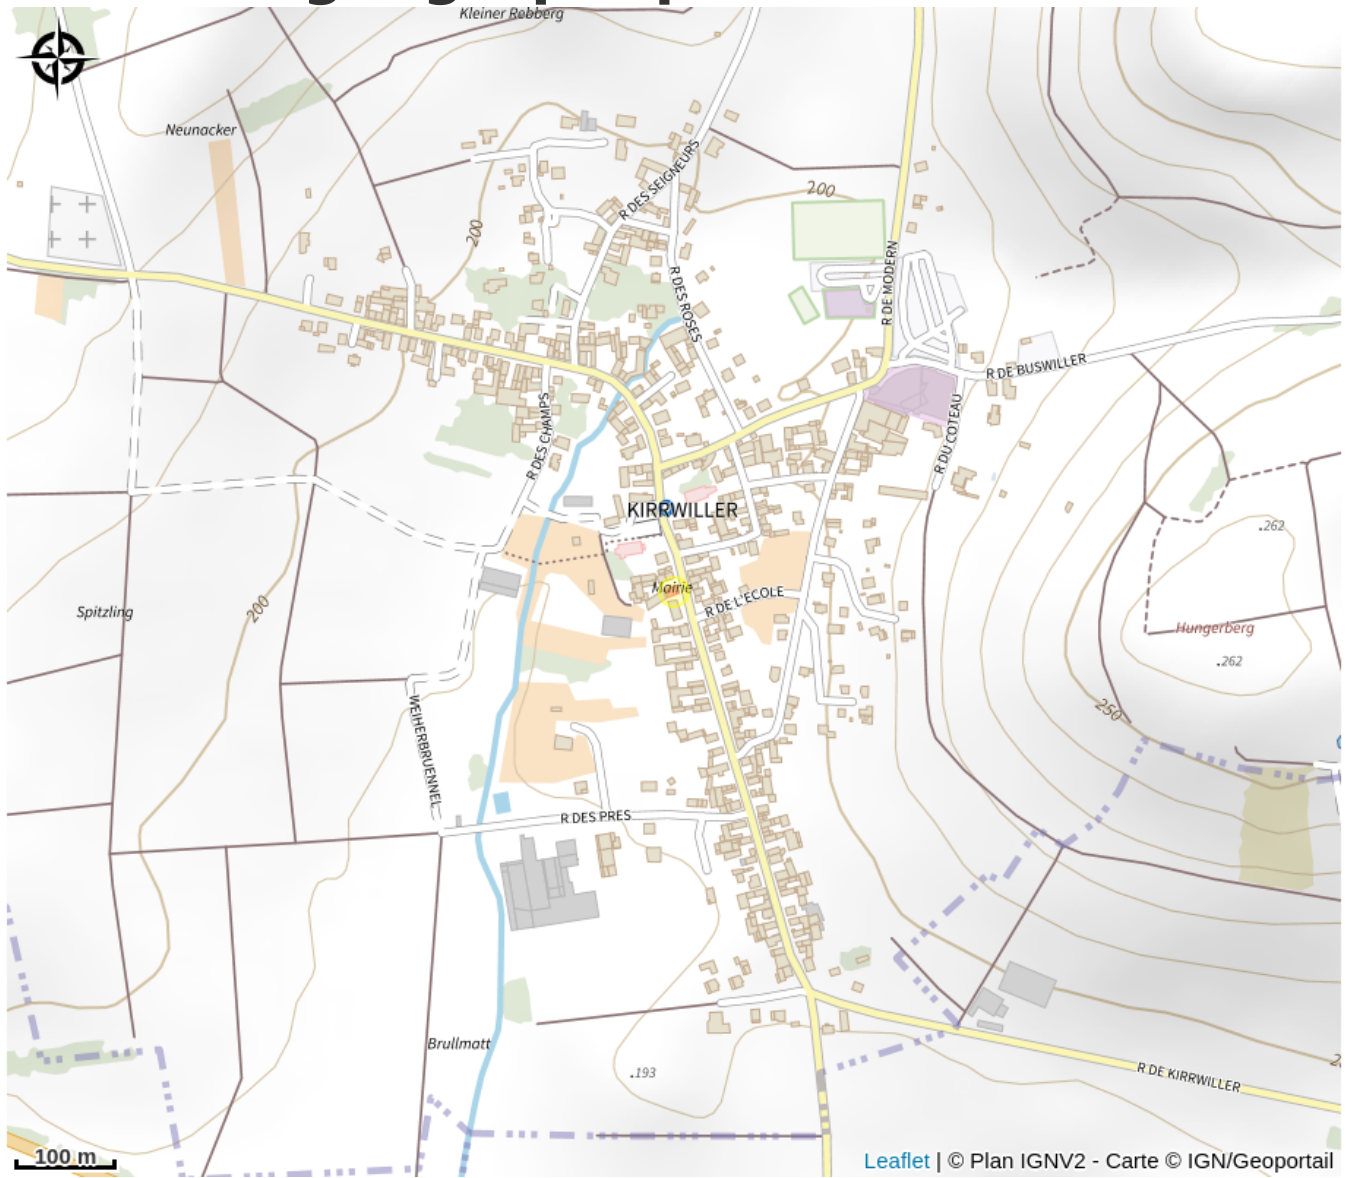 Kleiner Rebberg
Neunacker
200
200
R DES SEIGNEURS
R DE MODERN
R DES ROSES
R DE BUSWILLER
R DES CHAMPS
R DU COTEAU
KIRRWILLER
.262
Mairie
R DE L'ECOLE
Spitzling
200
Hungerberg
.262
250
WEIHERBRUENNEL
R DES PRES
Brullmatt
.193
R DE KIRRWILLER
100 m
Leaflet | © Plan IGNV2 - Carte © IGN/Geoportail